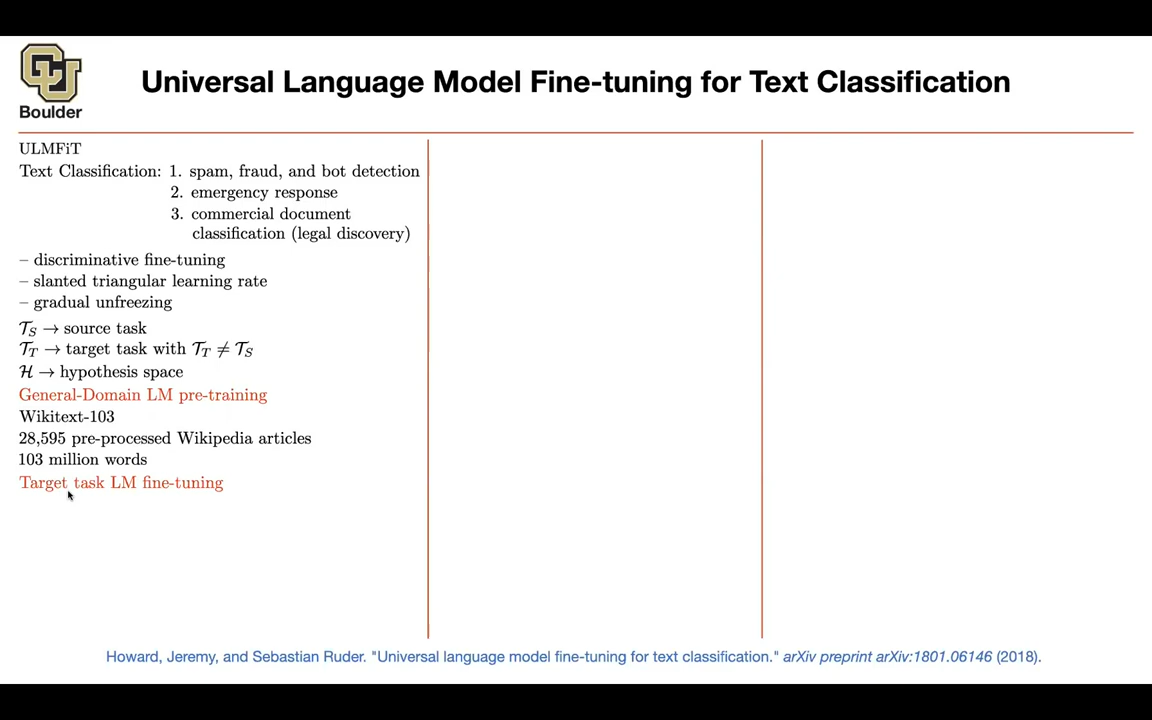 Boulder
Universal Language Model Fine-tuning for Text Classification
ULMFiT
Text Classification: 1. spam, fraud, and bot detection
2. emergency response
3. commercial document
classification (legal discovery)
– discriminative fine-tuning
– slanted triangular learning rate
– gradual unfreezing
𝒯_S → source task
𝒯_T → target task with 𝒯_T ≠ 𝒯_S
ℋ → hypothesis space
General-Domain LM pre-training
Wikitext-103
28,595 pre-processed Wikipedia articles
103 million words
Target task LM fine-tuning
Howard, Jeremy, and Sebastian Ruder. "Universal language model fine-tuning for text classification." arXiv preprint arXiv:1801.06146 (2018).